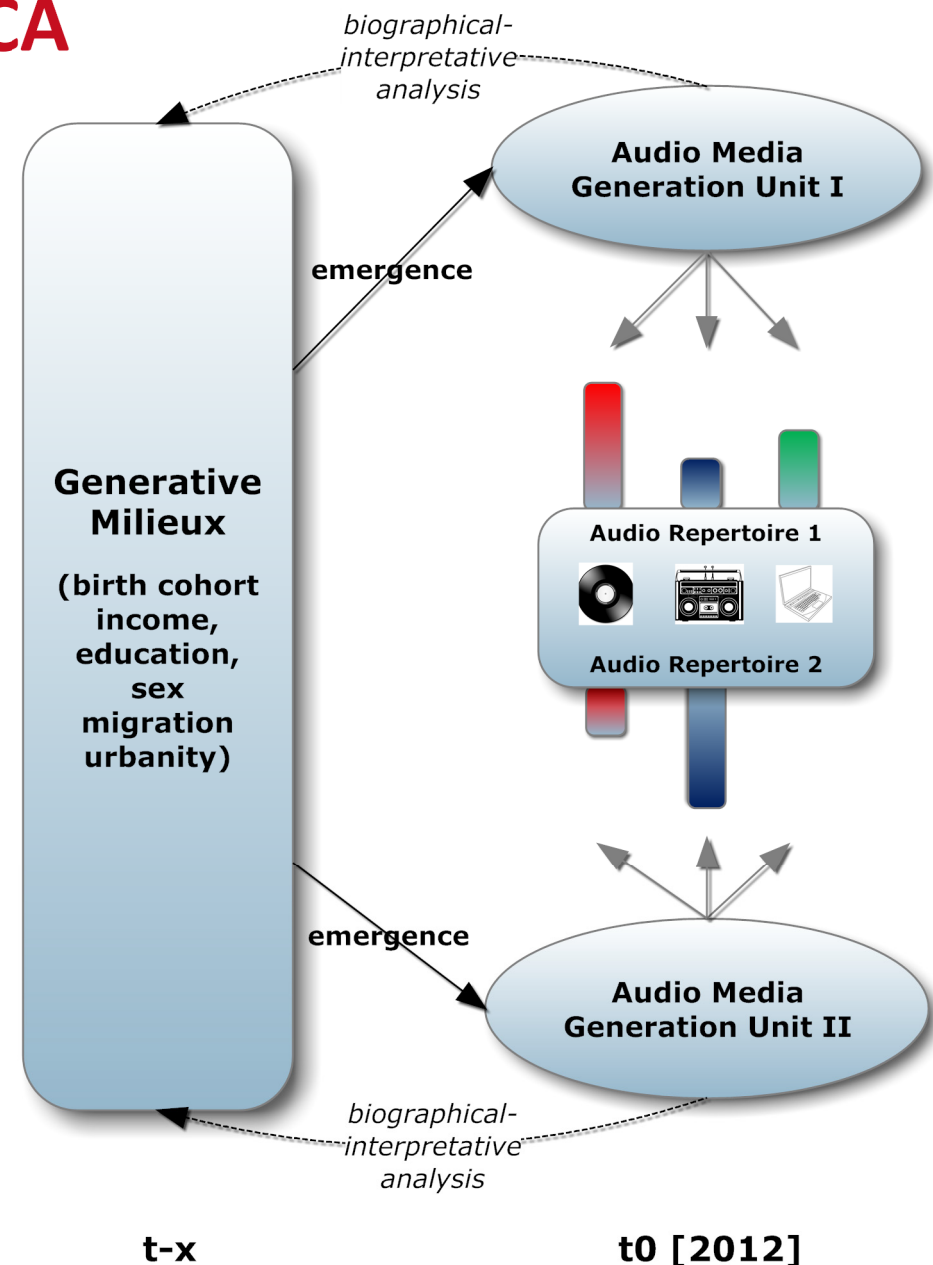 CA
biographical-
interpretative
analysis
Audio Media
Generation Unit I
emergence
Generative
Milieux
(birth cohort
income,
education,
sex
migration
urbanity)
Audio Repertoire 1
Audio Repertoire 2
emergence
Audio Media
Generation Unit II
biographical-
interpretative
analysis
t-x
t0 [2012]